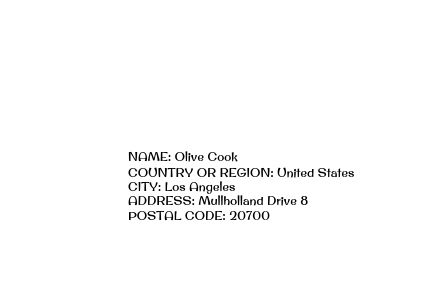 NAME: Olive Cook
COUNTRY OR REGION: United States
CITY: Los Angeles
ADDRESS: Mullholland Drive 8
POSTAL CODE: 20700